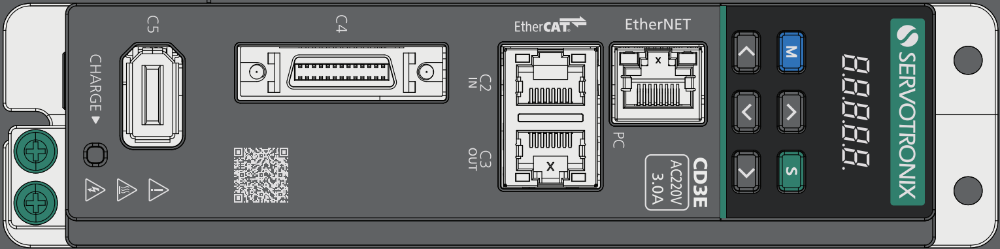 SERVOTRONIX
8.8.8.8.8.
M
S
CD3E
AC220V
3.0A
EtherNET
PC
EtherCAT®
C2
IN
C3
OUT
C4
C5
CHARGE